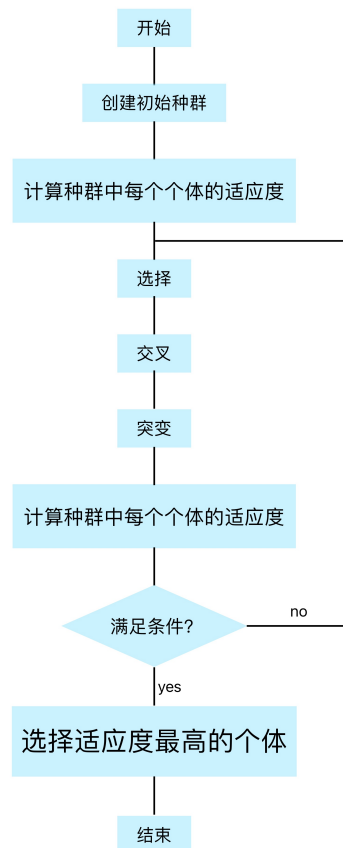 开始
创建初始种群
计算种群中每个个体的适应度
选择
交叉
突变
计算种群中每个个体的适应度
满足条件?
no
yes
选择适应度最高的个体
结束